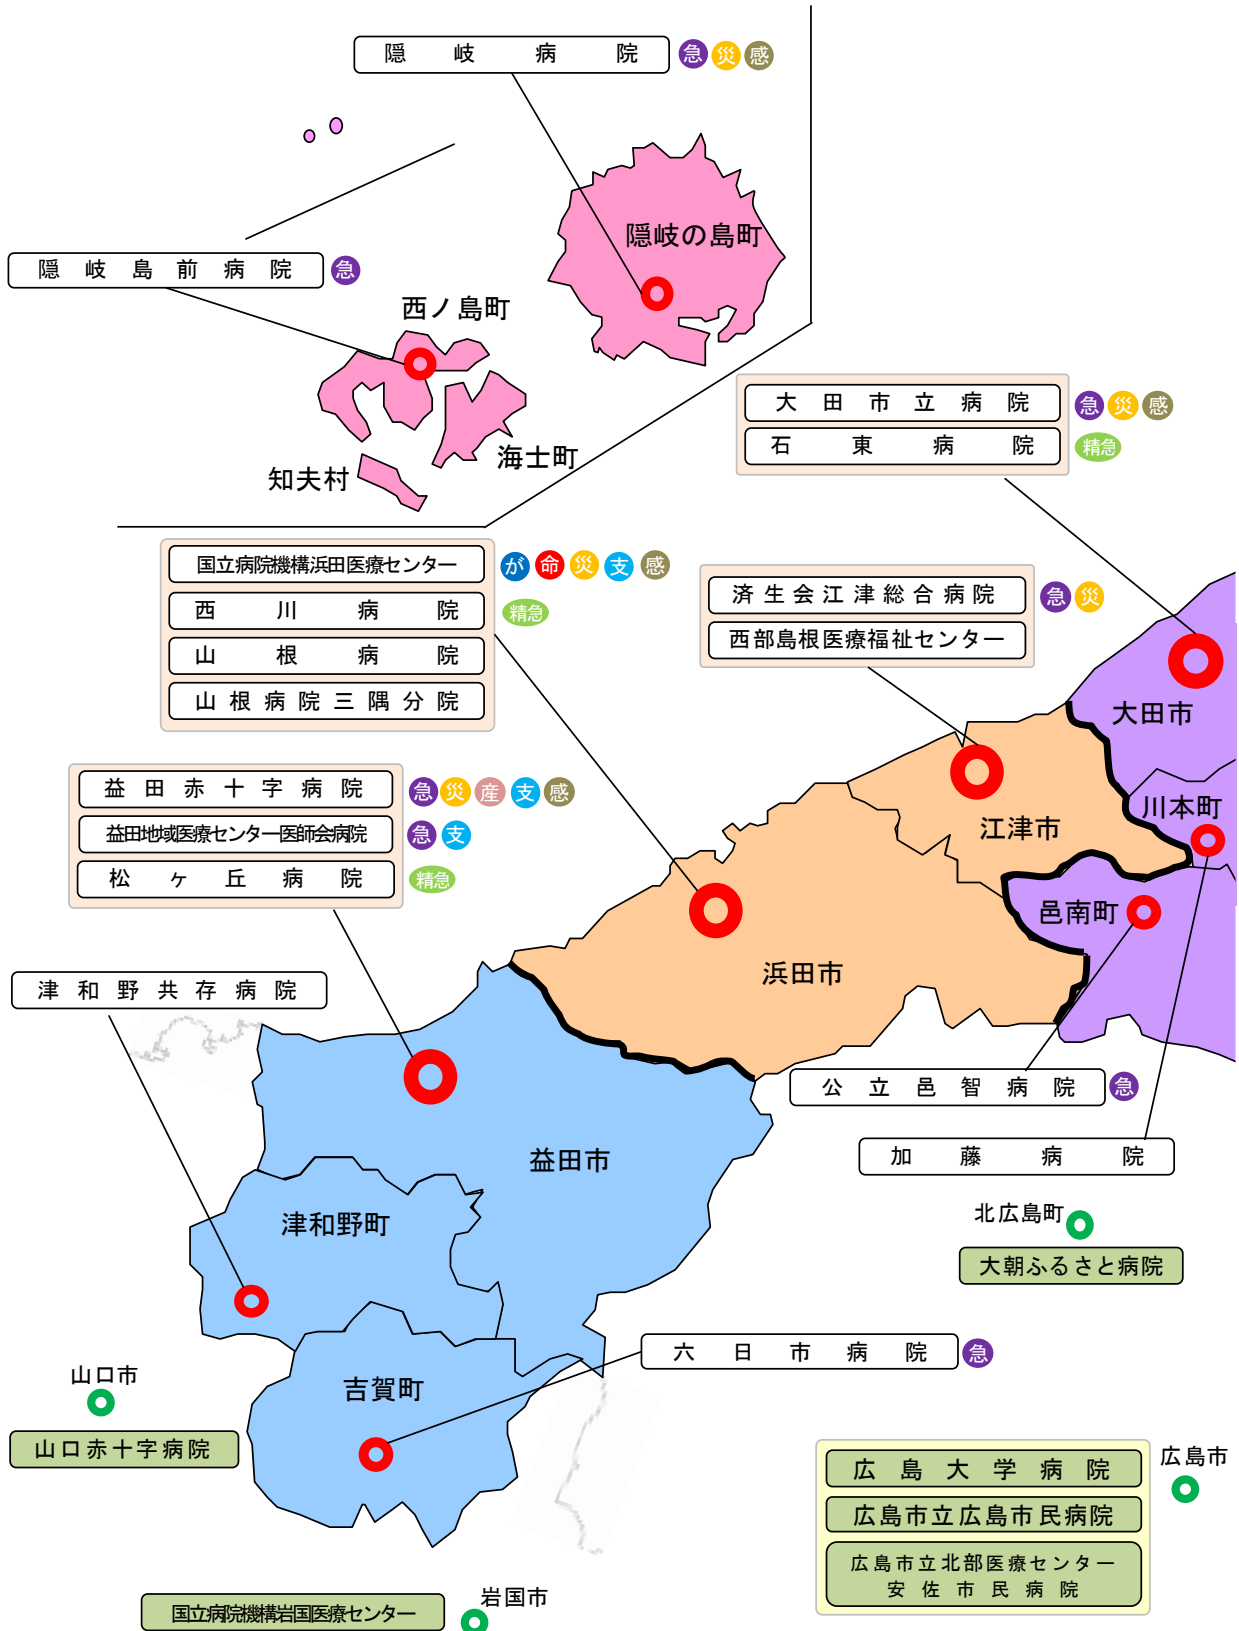 隠岐病院 急 災 感
隠岐の島町
隠岐島前病院 急
西ノ島町
海士町
知夫村
大田市立病院 急 災 感
石東病院 精急
国立病院機構浜田医療センター が 命 災 支 感
西川病院 精急
山根病院
山根病院三隅分院
済生会江津総合病院 急 災
西部島根医療福祉センター
大田市
益田赤十字病院 急 災 産 支 感
益田地域医療センター医師会病院 急 支
松ヶ丘病院 精急
川本町
江津市
邑南町
浜田市
津和野共存病院
公立邑智病院 急
加藤病院
益田市
津和野町
北広島町
大朝ふるさと病院
六日市病院 急
吉賀町
山口市
山口赤十字病院
広島市
広島大学病院
広島市立広島市民病院
広島市立北部医療センター
安佐市民病院
岩国市
国立病院機構岩国医療センター